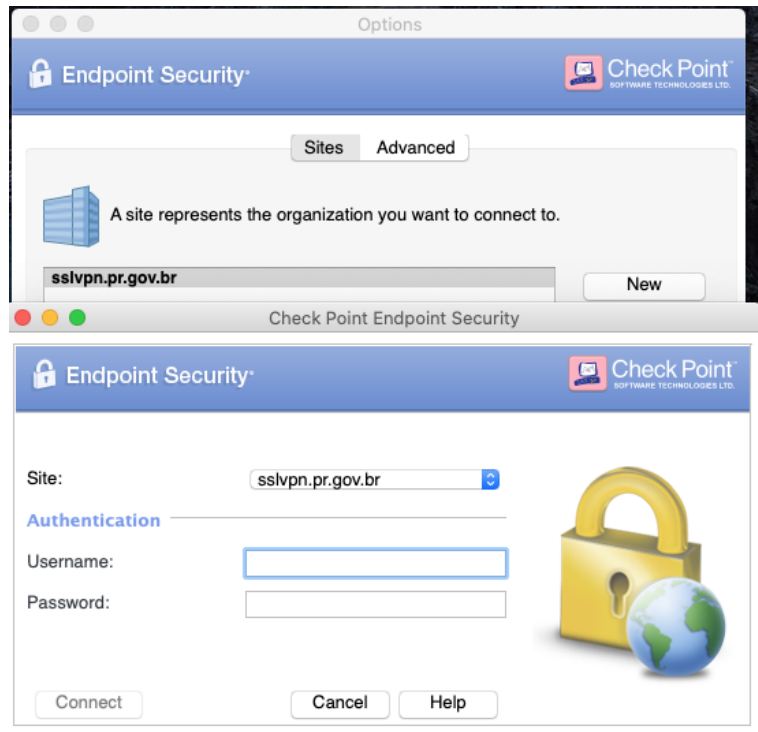 Options
Endpoint Security
Check Point™
SOFTWARE TECHNOLOGIES LTD.
Sites Advanced
A site represents the organization you want to connect to.
sslvpn.pr.gov.br
New
Check Point Endpoint Security
Endpoint Security
Check Point™
SOFTWARE TECHNOLOGIES LTD.
Site: sslvpn.pr.gov.br
Authentication
Username:
Password:
Connect Cancel Help